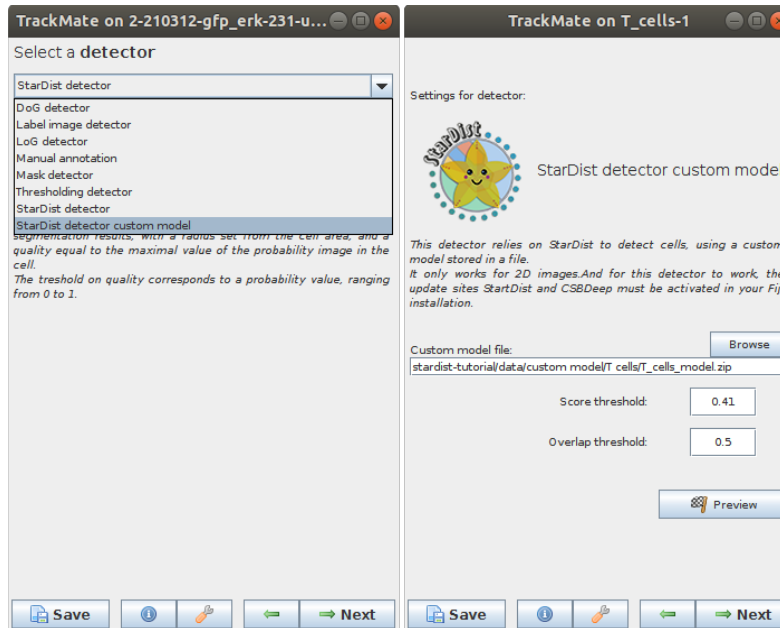 TrackMate on 2-210312-gfp_erk-231-u...
Select a detector
StarDist detector
DoG detector
Label image detector
LoG detector
Manual annotation
Mask detector
Thresholding detector
StarDist detector
StarDist detector custom model
segmentation results, with a radius set from the cell area, and a
quality equal to the maximal value of the probability image in the
cell.
The treshold on quality corresponds to a probability value, ranging
from 0 to 1.
Save
Next
TrackMate on T_cells-1
Settings for detector:
StarDist
StarDist detector custom mode
This detector relies on StarDist to detect cells, using a custom
model stored in a file.
It only works for 2D images.And for this detector to work, the
update sites StartDist and CSBDeep must be activated in your Fij
installation.
Custom model file:
Browse
stardist-tutorial/data/custom model/T cells/T_cells_model.zip
Score threshold:
0.41
Overlap threshold:
0.5
Preview
Save
Next